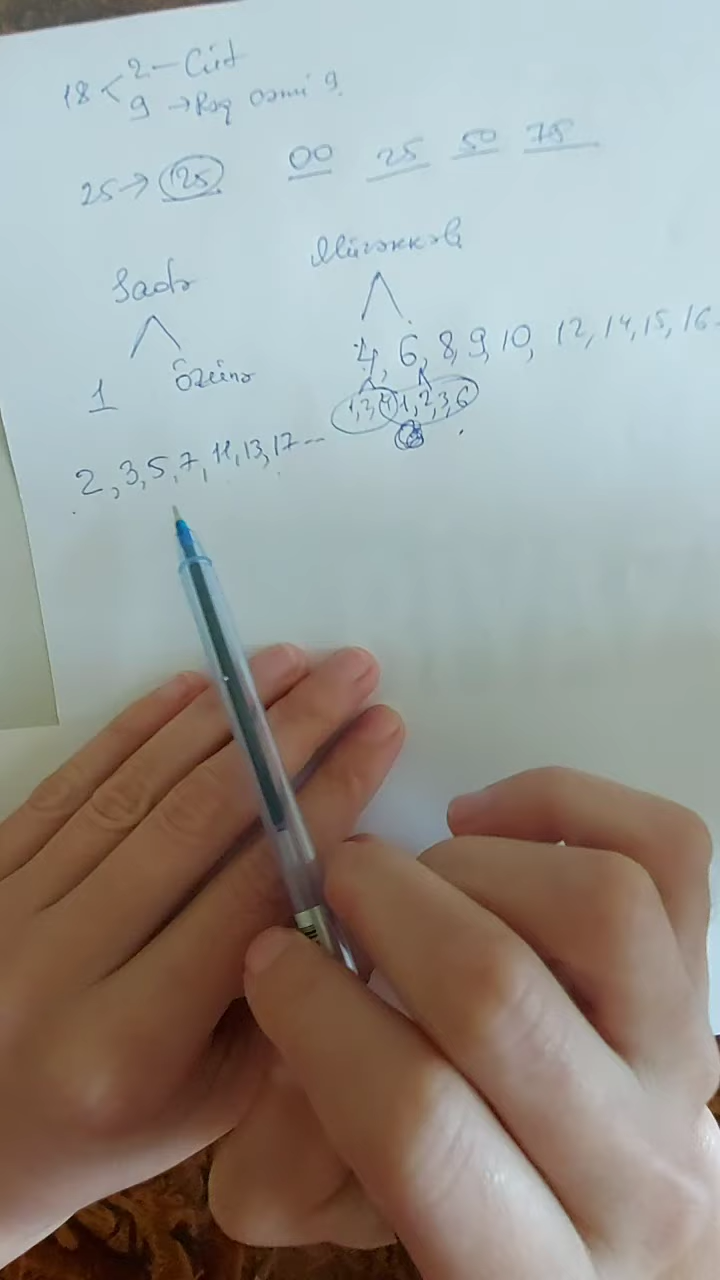 18 < 2 — Cüt
9 → Rəq cəmi 9
25 → 125 00 25 50 75
Sadə Mürəkkəb
1 Özünə
4, 6, 8, 9, 10, 12, 14, 15, 16
1, 2, 4 1, 2, 3, 6
2, 3, 5, 7, 11, 13, 17 ---